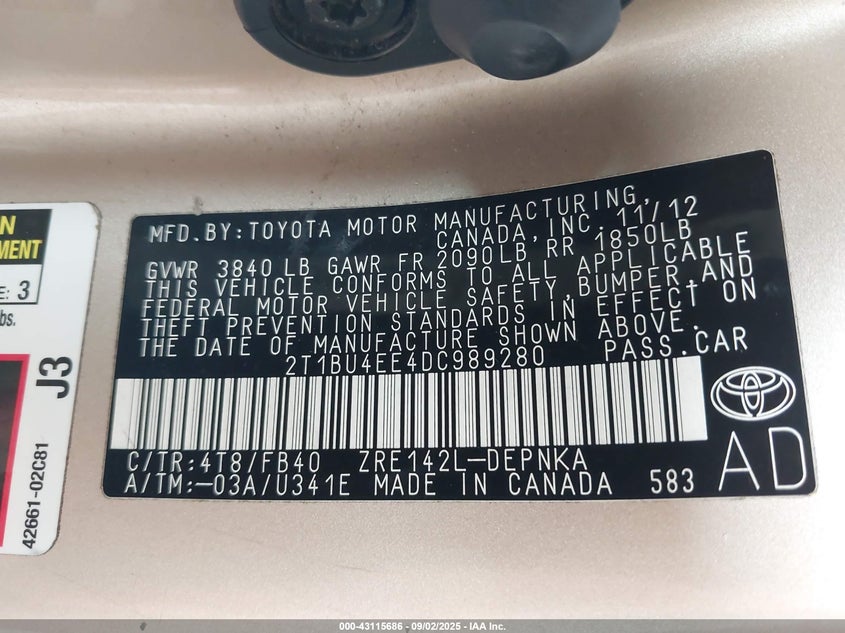 MFD.BY:TOYOTA MOTOR MANUFACTURING,
CANADA,INC. 11/12
GVWR 3840 LB GAWR FR 2090LB RR 1850LB
THIS VEHICLE CONFORMS TO ALL APPLICABLE
FEDERAL MOTOR VEHICLE SAFETY,BUMPER AND
THEFT PREVENTION STANDARDS IN EFFECT ON
THE DATE OF MANUFACTURE SHOWN ABOVE.
2T1BU4EE4DC989280 PASS.CAR
C/TR:4T8/FB40 ZRE142L-DEPNKA
A/TM:-03A/U341E MADE IN CANADA 583
AD
3
bs.
J3
42661-02C81
000-43115686 - 09/02/2025 - IAA Inc.